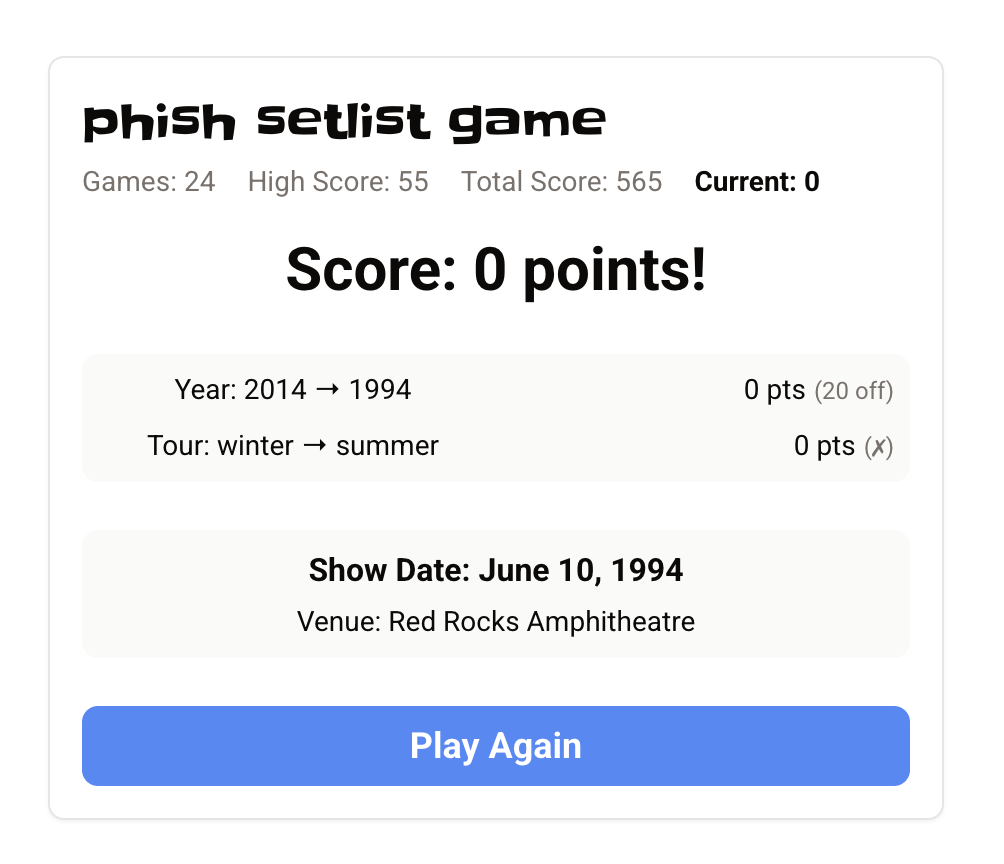 phish setlist game
Games: 24 High Score: 55 Total Score: 565 Current: 0
Score: 0 points!
Year: 2014 → 1994 0 pts (20 off)
Tour: winter → summer 0 pts (✗)
Show Date: June 10, 1994
Venue: Red Rocks Amphitheatre
Play Again